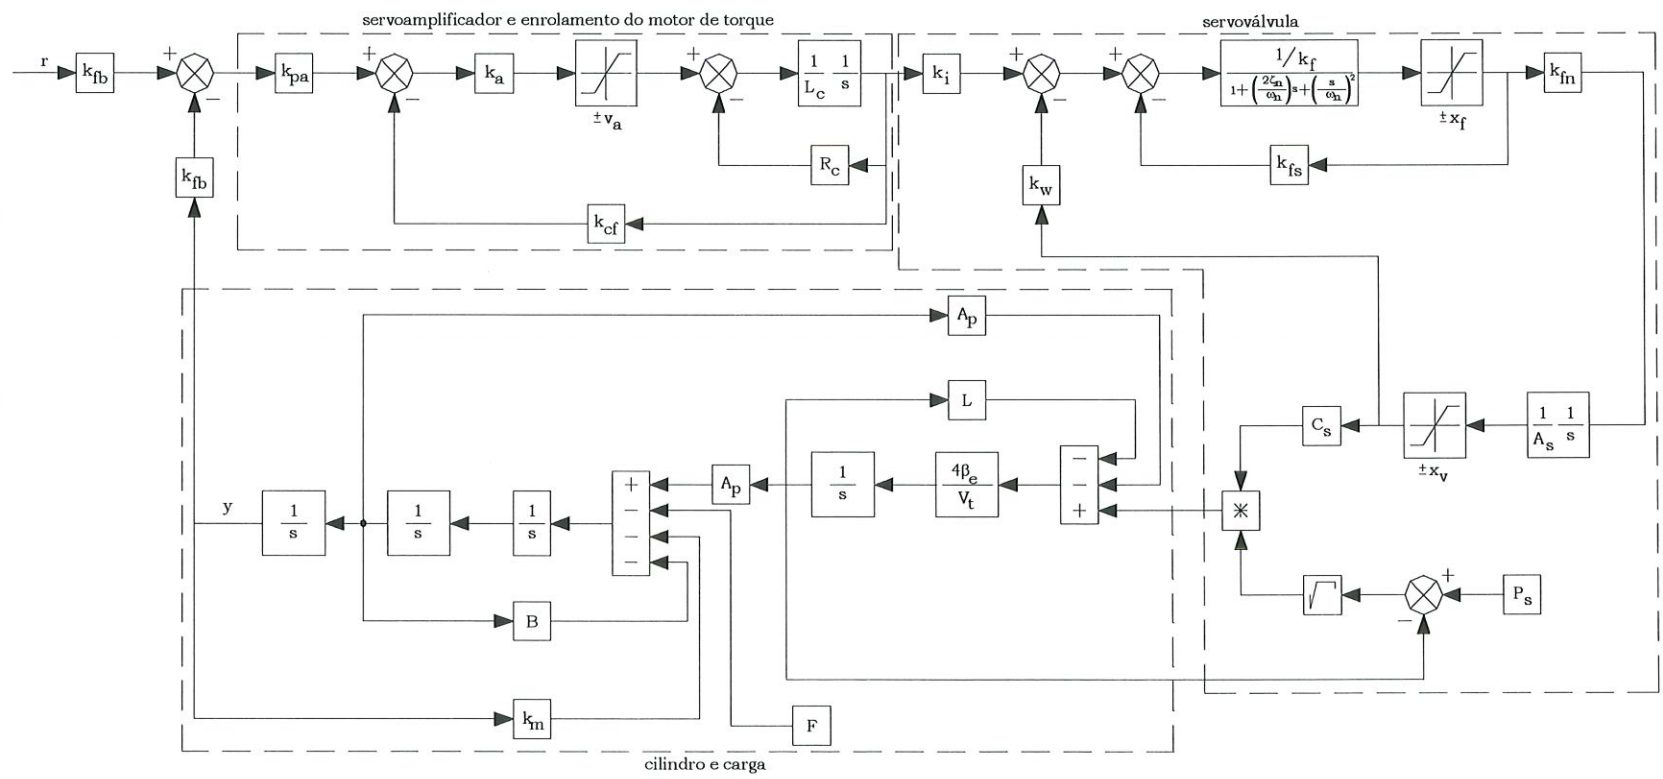 servoamplificador e enrolamento do motor de torque
servoválvula
r
k_fb
+
−
k_pa
+
−
k_a
±v_a
+
−
1/L_c 1/s
k_i
+
−
+
−
1/k_f
1+(2ζ_n/ω_n)s+(s/ω_n)²
±x_f
k_fn
R_c
k_fs
k_fb
k_w
k_cf
A_p
L
C_s
±x_v
1/A_s 1/s
y
1/s
1/s
1/s
+
−
−
−
A_p
1/s
4β_e/V_t
−
−
+
*
B
√
+
−
P_s
k_m
F
cilindro e carga